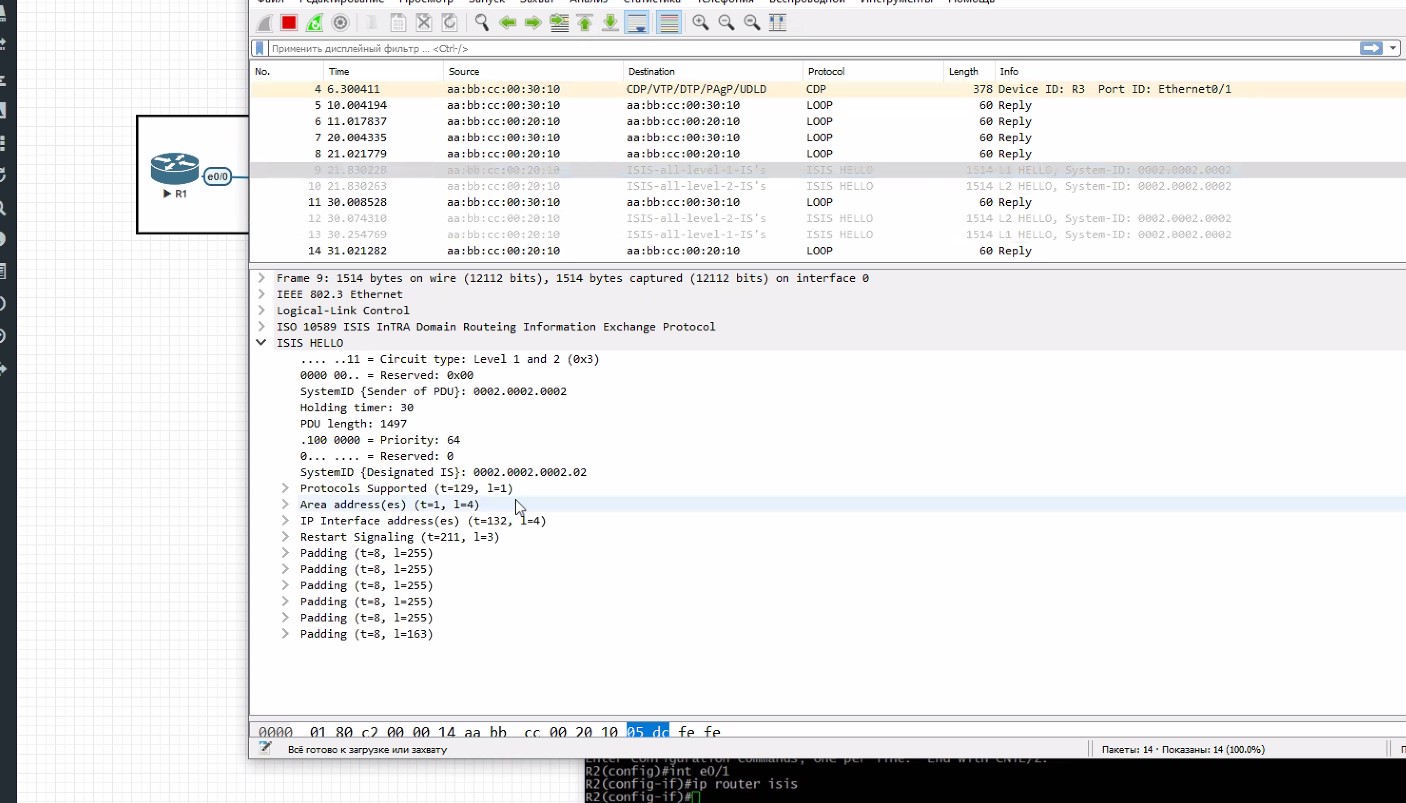 Файл Редактирование Просмотр Запуск Захват Анализ Статистика Телефония Беспроводной Инструменты Помощь
Применить дисплейный фильтр ... <Ctrl-/>
No. Time Source Destination Protocol Length Info
4 6.300411 aa:bb:cc:00:30:10 CDP/VTP/DTP/PAgP/UDLD CDP 378 Device ID: R3 Port ID: Ethernet0/1
5 10.004194 aa:bb:cc:00:30:10 aa:bb:cc:00:30:10 LOOP 60 Reply
6 11.017837 aa:bb:cc:00:20:10 aa:bb:cc:00:20:10 LOOP 60 Reply
7 20.004335 aa:bb:cc:00:30:10 aa:bb:cc:00:30:10 LOOP 60 Reply
8 21.021779 aa:bb:cc:00:20:10 aa:bb:cc:00:20:10 LOOP 60 Reply
9 21.830228 aa:bb:cc:00:20:10 ISIS-all-level-1-IS's ISIS HELLO 1514 L1 HELLO, System-ID: 0002.0002.0002
10 21.830263 aa:bb:cc:00:20:10 ISIS-all-level-2-IS's ISIS HELLO 1514 L2 HELLO, System-ID: 0002.0002.0002
11 30.008528 aa:bb:cc:00:30:10 aa:bb:cc:00:30:10 LOOP 60 Reply
12 30.074310 aa:bb:cc:00:20:10 ISIS-all-level-2-IS's ISIS HELLO 1514 L2 HELLO, System-ID: 0002.0002.0002
13 30.254769 aa:bb:cc:00:20:10 ISIS-all-level-1-IS's ISIS HELLO 1514 L1 HELLO, System-ID: 0002.0002.0002
14 31.021282 aa:bb:cc:00:20:10 aa:bb:cc:00:20:10 LOOP 60 Reply
e0/0
R1
Frame 9: 1514 bytes on wire (12112 bits), 1514 bytes captured (12112 bits) on interface 0
IEEE 802.3 Ethernet
Logical-Link Control
ISO 10589 ISIS InTRA Domain Routeing Information Exchange Protocol
ISIS HELLO
.... ..11 = Circuit type: Level 1 and 2 (0x3)
0000 00.. = Reserved: 0x00
SystemID {Sender of PDU}: 0002.0002.0002
Holding timer: 30
PDU length: 1497
.100 0000 = Priority: 64
0... .... = Reserved: 0
SystemID {Designated IS}: 0002.0002.0002.02
Protocols Supported (t=129, l=1)
Area address(es) (t=1, l=4)
IP Interface address(es) (t=132, l=4)
Restart Signaling (t=211, l=3)
Padding (t=8, l=255)
Padding (t=8, l=255)
Padding (t=8, l=255)
Padding (t=8, l=255)
Padding (t=8, l=255)
Padding (t=8, l=163)
0000 01 80 c2 00 00 14 aa bb cc 00 20 10 05 dc fe fe
Всё готово к загрузке или захвату
Пакеты: 14 · Показаны: 14 (100.0%)
Enter configuration commands, one per line. End with CNTL/Z.
R2(config)#int e0/1
R2(config-if)#ip router isis
R2(config-if)#